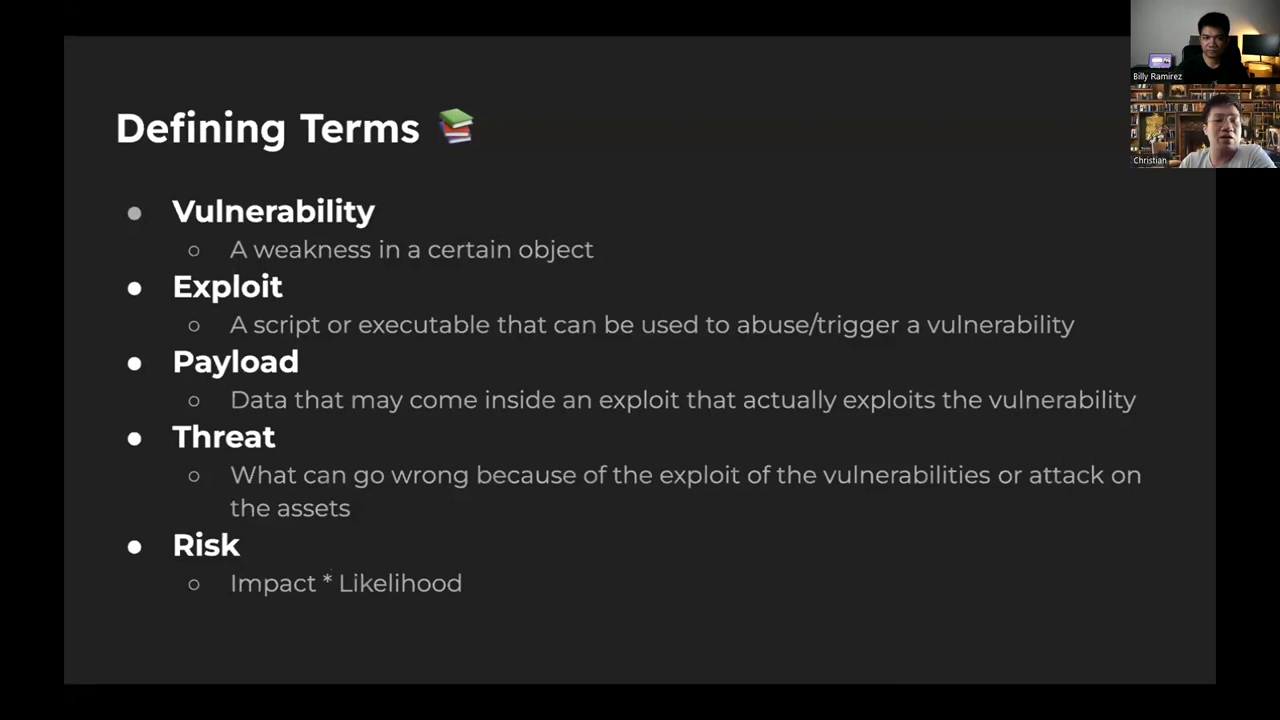 Defining Terms
Vulnerability
A weakness in a certain object
Exploit
A script or executable that can be used to abuse/trigger a vulnerability
Payload
Data that may come inside an exploit that actually exploits the vulnerability
Threat
What can go wrong because of the exploit of the vulnerabilities or attack on
the assets
Risk
Impact * Likelihood
Billy Ramirez
Christian